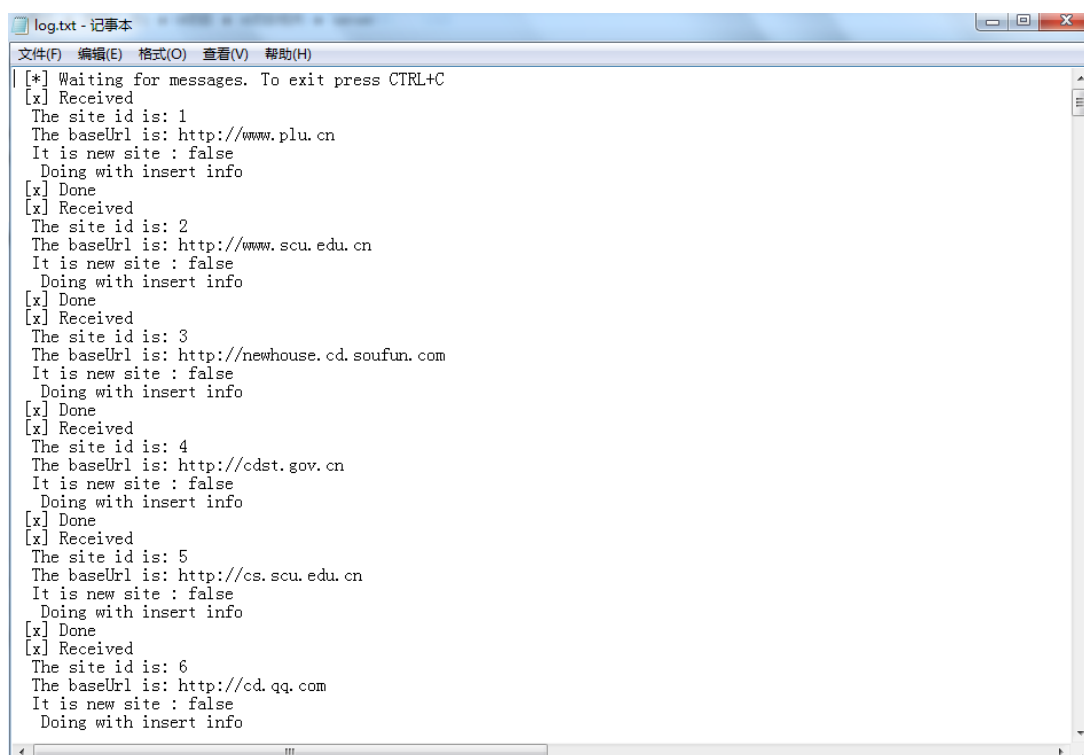 log.txt - 记事本
文件(F) 编辑(E) 格式(O) 查看(V) 帮助(H)
[*] Waiting for messages. To exit press CTRL+C
[x] Received
The site id is: 1
The baseUrl is: http://www.plu.cn
It is new site : false
Doing with insert info
[x] Done
[x] Received
The site id is: 2
The baseUrl is: http://www.scu.edu.cn
It is new site : false
Doing with insert info
[x] Done
[x] Received
The site id is: 3
The baseUrl is: http://newhouse.cd.soufun.com
It is new site : false
Doing with insert info
[x] Done
[x] Received
The site id is: 4
The baseUrl is: http://cdst.gov.cn
It is new site : false
Doing with insert info
[x] Done
[x] Received
The site id is: 5
The baseUrl is: http://cs.scu.edu.cn
It is new site : false
Doing with insert info
[x] Done
[x] Received
The site id is: 6
The baseUrl is: http://cd.qq.com
It is new site : false
Doing with insert info